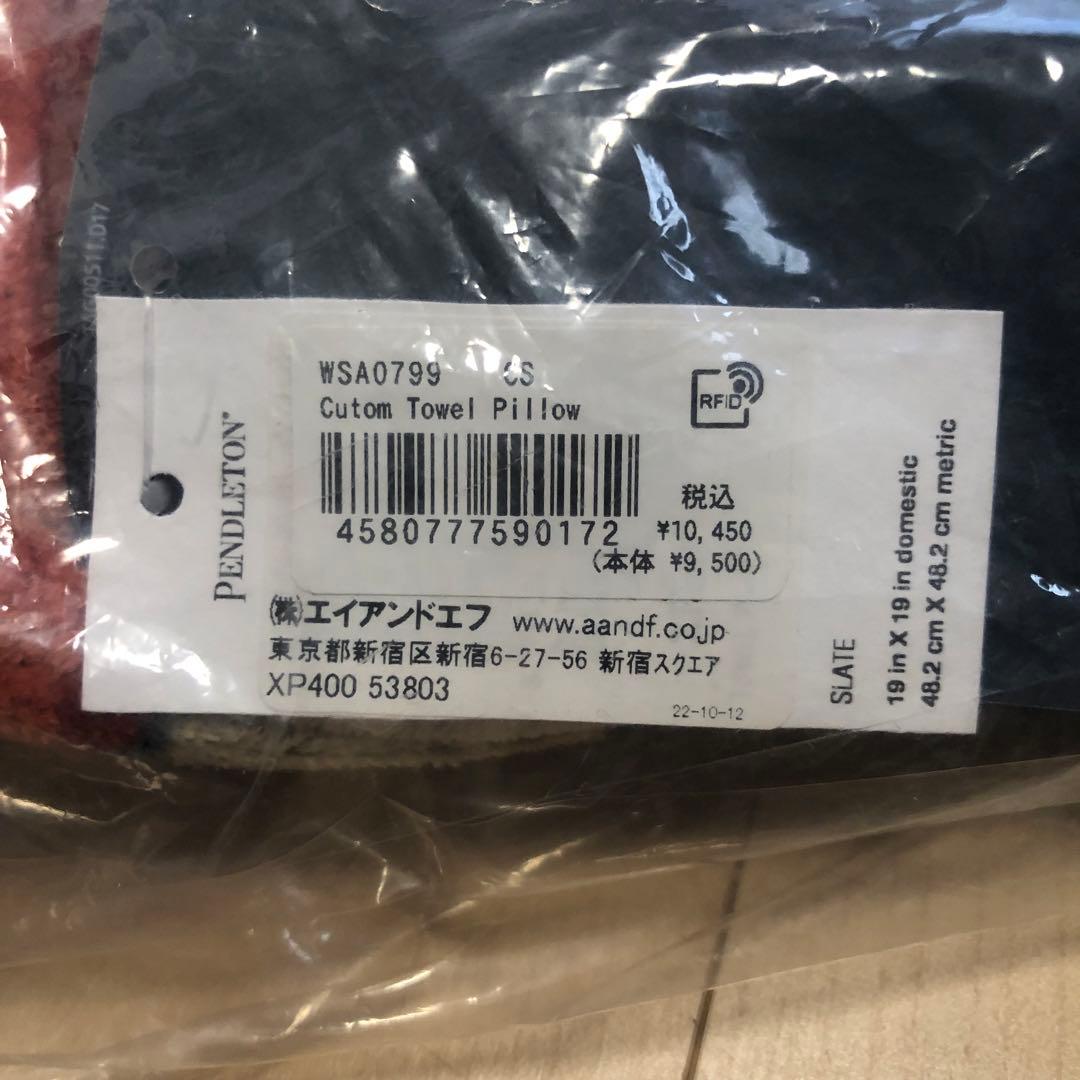 WSA0799 CS
Cutom Towel Pillow
RFID
4580777590172
税込
¥10,450
(本体 ¥9,500)
PENDLETON
㈱エイアンドエフ www.aandf.co.jp
東京都新宿区新宿6-27-56 新宿スクエア
XP400 53803
22-10-12
SLATE
19 in X 19 in domestic
48.2 cm X 48.2 cm metric